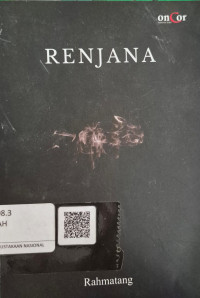 onCor
RENJANA
8.3
AH
PUSTAKAAN NASIONAL
Rahmatang